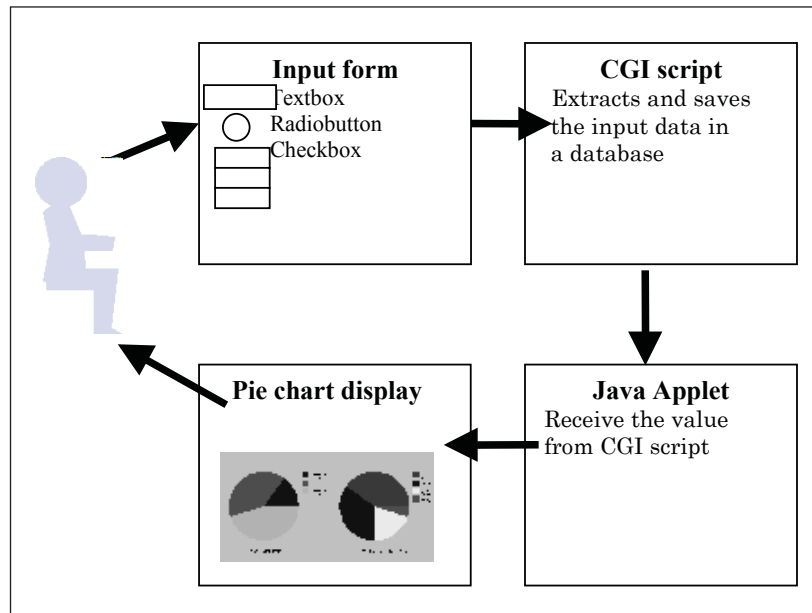 Input form
Textbox
Radiobutton
Checkbox
CGI script
Extracts and saves
the input data in
a database
Pie chart display
Java Applet
Receive the value
from CGI script